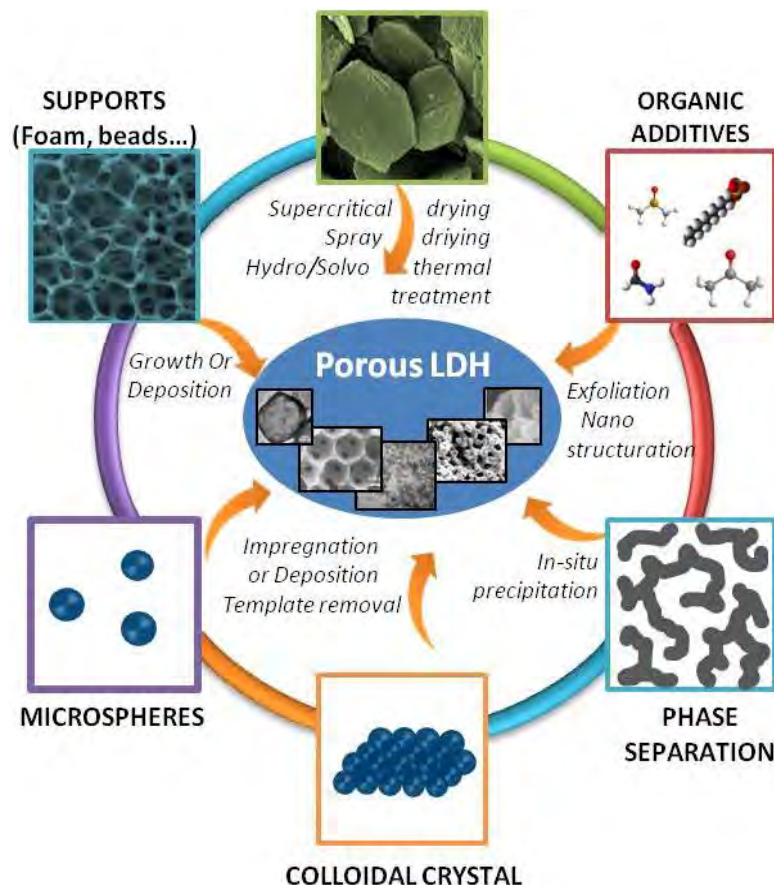 SUPPORTS
(Foam, beads...)
ORGANIC
ADDITIVES
Supercritical drying
Spray driying
Hydro/Solvo thermal
treatment
Growth Or
Deposition
Porous LDH
Exfoliation
Nano
structuration
Impregnation
or Deposition
Template removal
In-situ
precipitation
MICROSPHERES
PHASE
SEPARATION
COLLOIDAL CRYSTAL